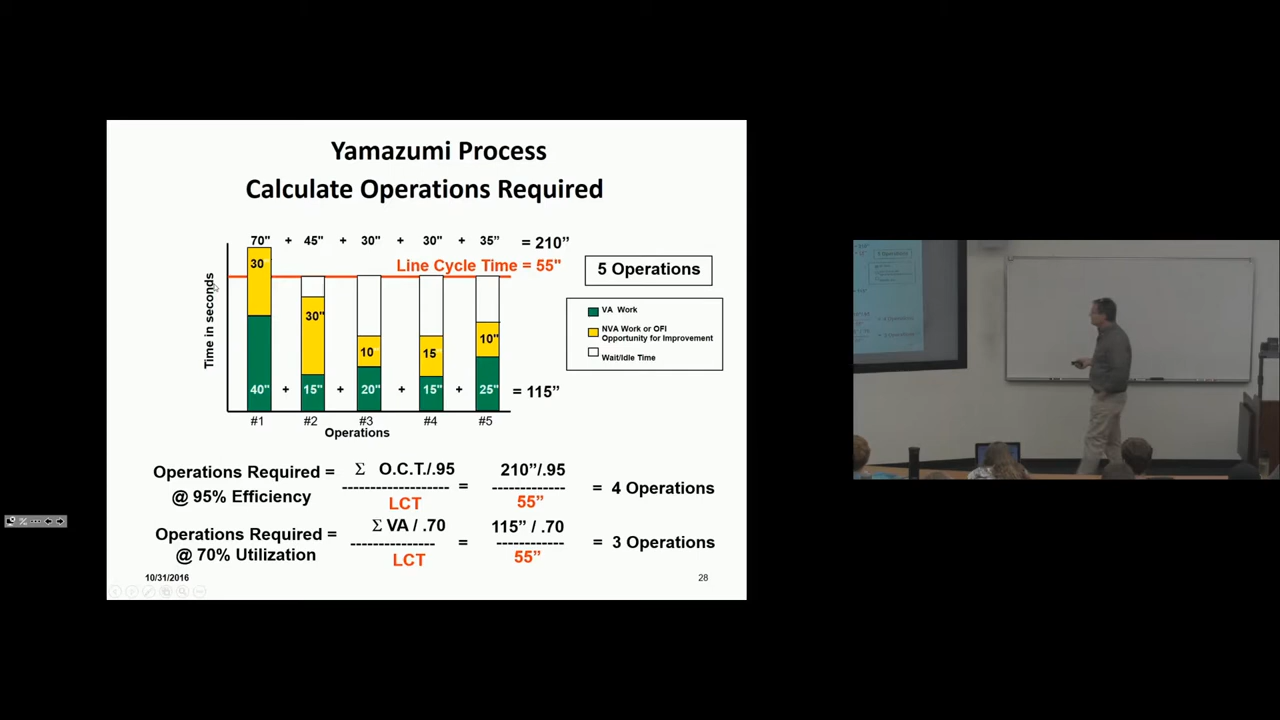 Yamazumi Process
Calculate Operations Required
70" + 45" + 30" + 30" + 35” = 210”
Line Cycle Time = 55"
5 Operations
30
30"
10
15
10"
VA Work
NVA Work or OFI
Opportunity for Improvement
Wait/Idle Time
Time in seconds
40" + 15" + 20" + 15" + 25" = 115”
#1 #2 #3 #4 #5
Operations
Operations Required = Σ O.C.T./.95 = 210”/.95 = 4 Operations
@ 95% Efficiency ------------------- -------------
LCT 55”
Operations Required = Σ VA / .70 = 115” / .70 = 3 Operations
@ 70% Utilization --------------- ------------
LCT 55”
10/31/2016 28